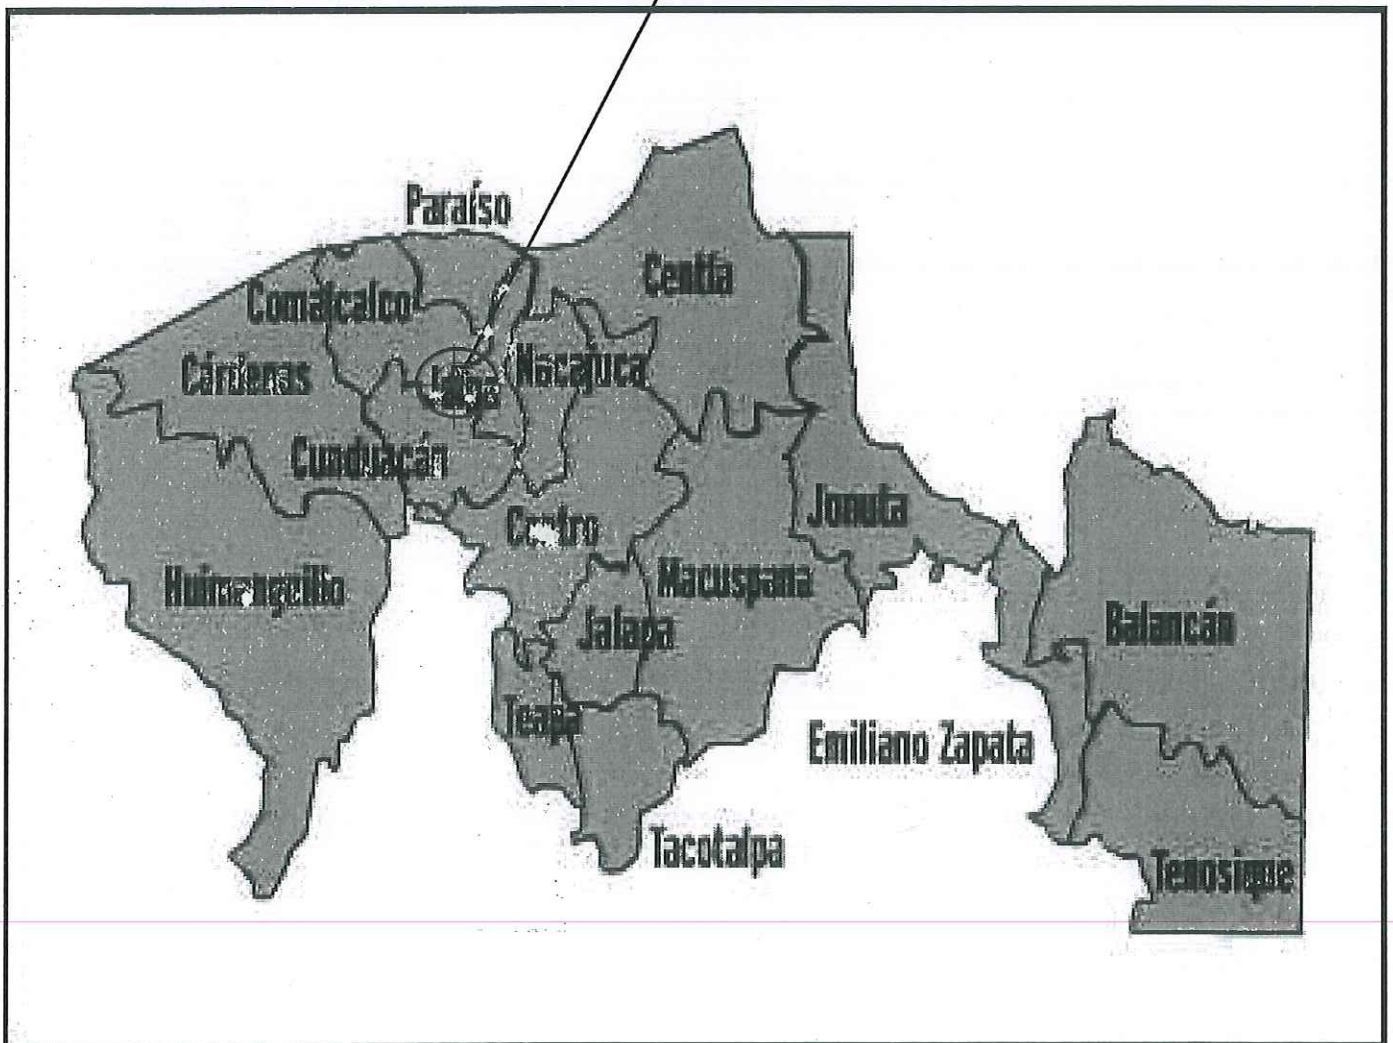 Paraíso
Centla
Comalcalco
Nacajuca
Cárdenas
Cunduacán
Jonuta
Centro
Macuspana
Huimanguillo
Jalapa
Balancán
Teapa
Emiliano Zapata
Tacotalpa
Tenosique